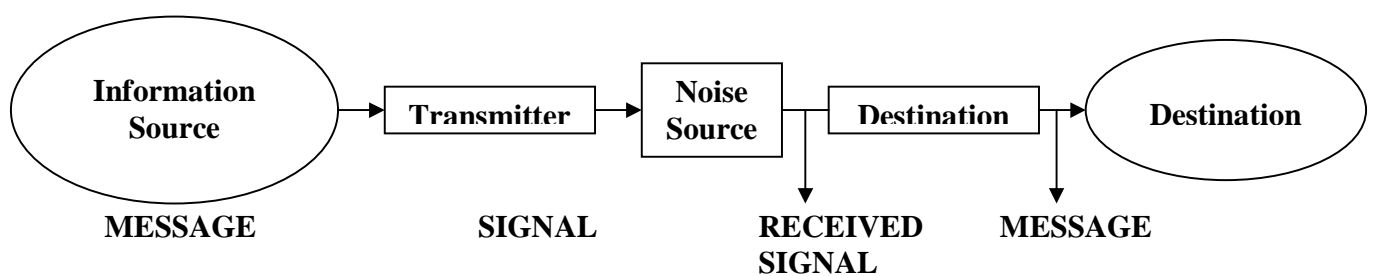 Information
Source
Transmitter
Noise
Source
Destination
Destination
MESSAGE
SIGNAL
RECEIVED
SIGNAL
MESSAGE